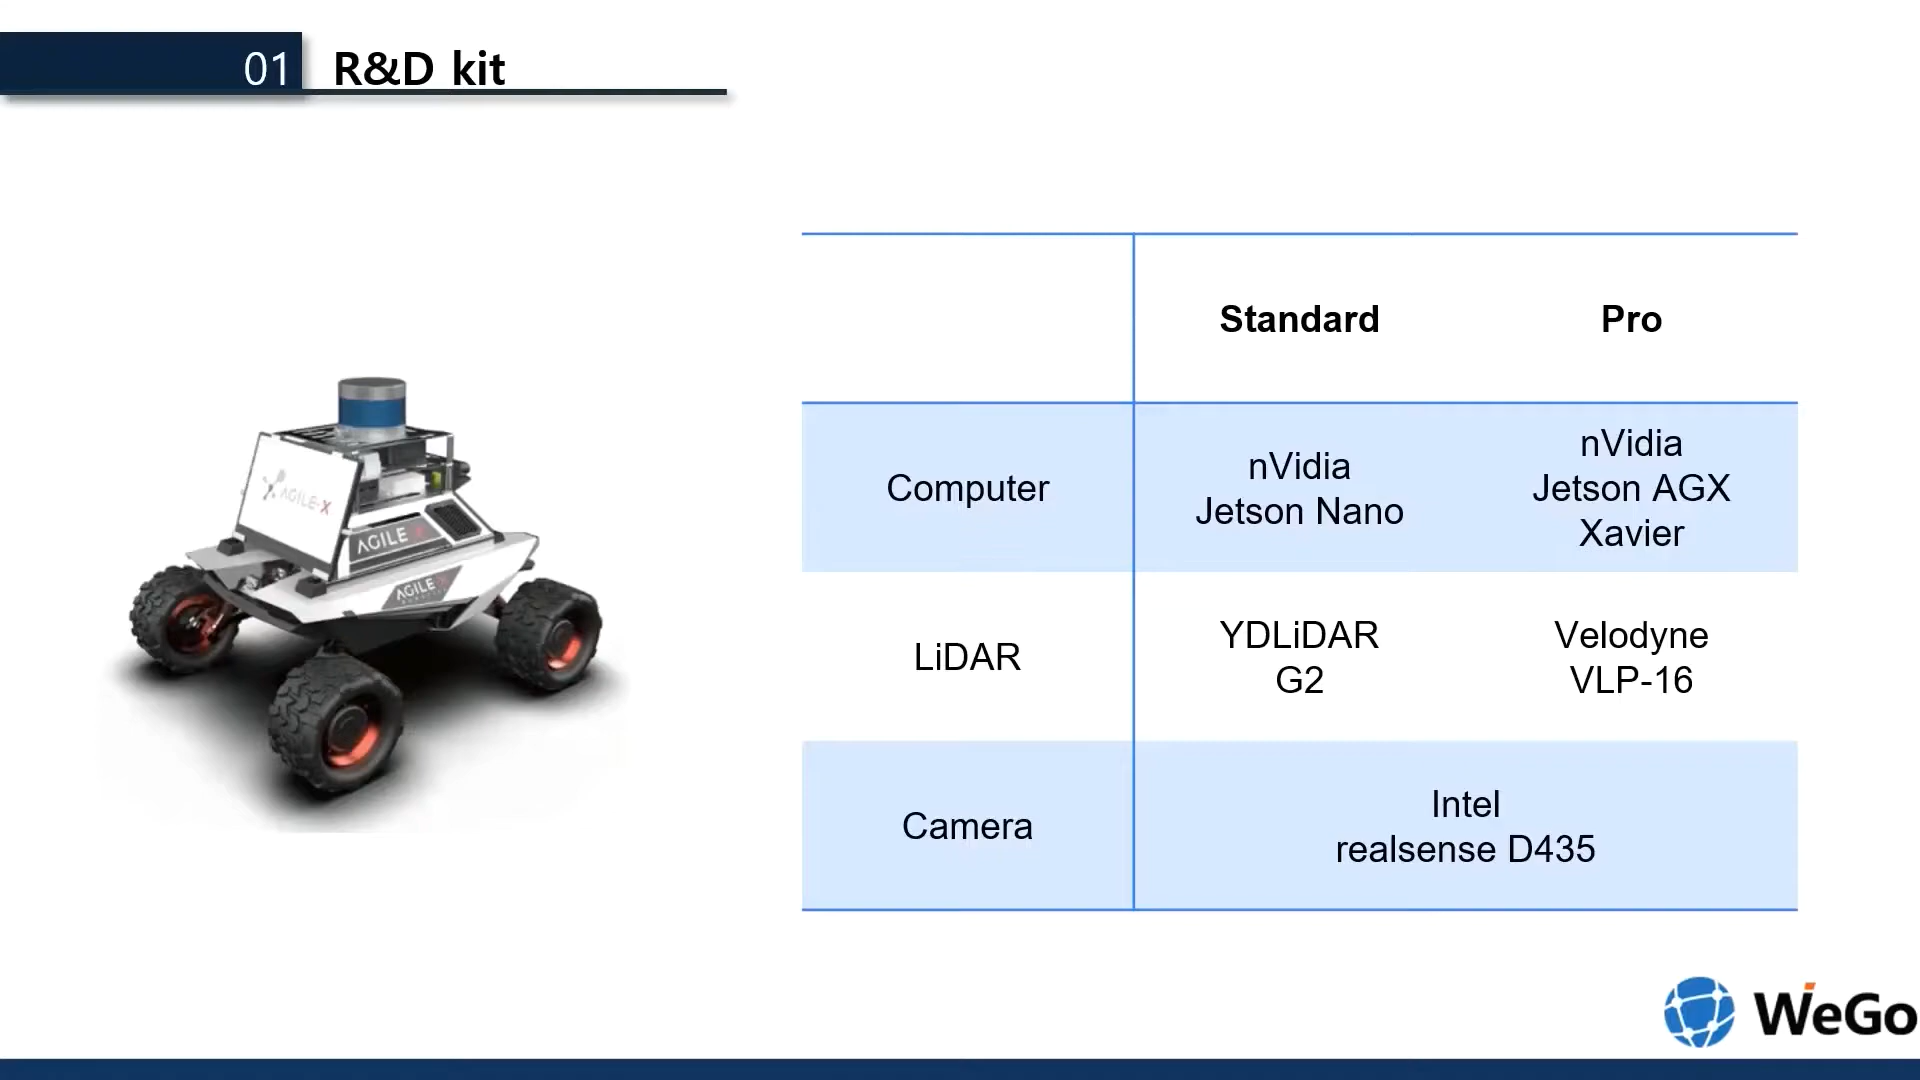 01 R&D kit
Standard Pro
Computer
nVidia
Jetson Nano
nVidia
Jetson AGX
Xavier
LiDAR
YDLiDAR
G2
Velodyne
VLP-16
Camera
Intel
realsense D435
AGILE-X
AGILE X
AGILE X
WeGo